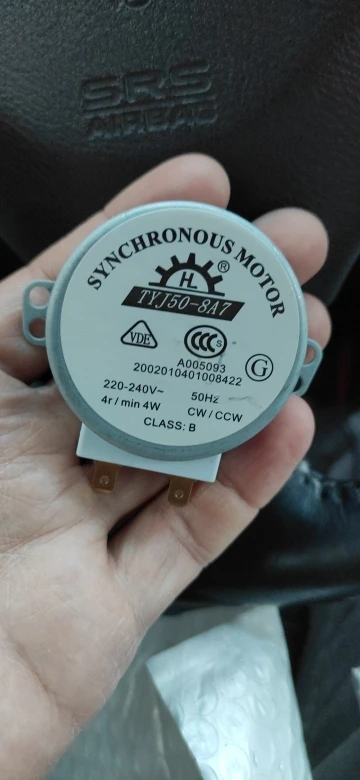 SRS
AIRBAG
SYNCHRONOUS MOTOR
HL ®
TYJ50-8A7
VDE
CCC S
A005093
G
2002010401008422
220-240V~ 50Hz
4r/min 4W CW/CCW
CLASS: B